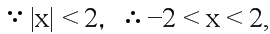 ∵ |x| < 2, ∴ −2 < x < 2,